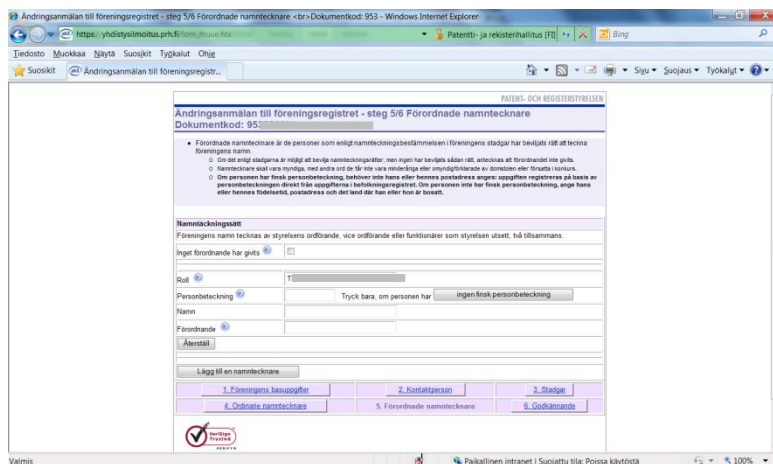 Ändringsanmälan till föreningsregistret - steg 5/6 Förordnade namntecknare <br>Dokumentkod: 953 - Windows Internet Explorer
https://yhdistysilmoitus.prh.fi/lom_muue.htx
Patentti- ja rekisterihallitus [FI]
Bing
Tiedosto Muokkaa Näytä Suosikit Työkalut Ohje
Suosikit
Ändringsanmälan till föreningsregistr...
Sivu
Suojaus
Työkalut
PATENT- OCH REGISTERSTYRELSEN
Ändringsanmälan till föreningsregistret - steg 5/6 Förordnade namntecknare
Dokumentkod: 95
Förordnade namntecknare är de personer som enligt namnteckningsbestämmelsen i föreningens stadgar har beviljats rätt att teckna
föreningens namn.
Om det enligt stadgarna är möjligt att bevilja namnteckningsrätter, men ingen har beviljats sådan rätt, antecknas att förordnandet inte givits.
Namntecknare skall vara myndiga, med andra ord de får inte vara minderåriga eller omyndigförklarade av domstolen eller försatta i konkurs.
Om personen har finsk personbeteckning, behöver inte hans eller hennes postadress anges: uppgiften registreras på basis av
personbeteckningen direkt från uppgifterna i befolkningsregistret. Om personen inte har finsk personbeteckning, ange hans
eller hennes födelsetid, postadress och det land där han eller hon är bosatt.
Namntäckningssätt
Föreningens namn tecknas av styrelsens ordförande, vice ordförande eller funktionärer som styrelsen utsett, två tillsammans.
Inget förordnande har givits
Roll T
Personbeteckning Tryck bara, om personen har ingen finsk personbeteckning
Namn
Förordnande
Återställ
Lägg till en namntecknare
1. Föreningens basuppgifter 2. Kontaktperson 3. Stadgar
4. Ordinarie namntecknare 5. Förordnade namntecknare 6. Godkännande
VeriSign
Trusted
Valmis
Paikallinen intranet | Suojattu tila: Poissa käytöstä
100%